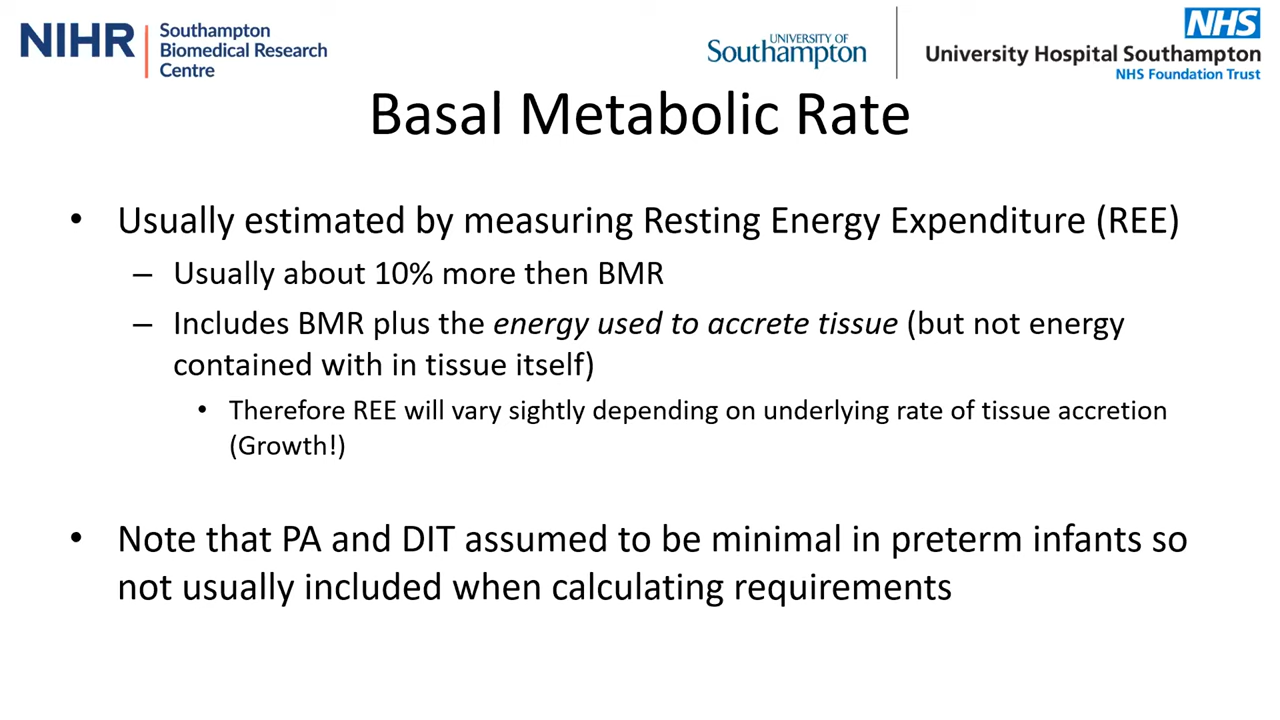 NIHR
Southampton
Biomedical Research
Centre
UNIVERSITY OF
Southampton
NHS
University Hospital Southampton
NHS Foundation Trust
Basal Metabolic Rate
• Usually estimated by measuring Resting Energy Expenditure (REE)
– Usually about 10% more then BMR
– Includes BMR plus the energy used to accrete tissue (but not energy
contained with in tissue itself)
• Therefore REE will vary sightly depending on underlying rate of tissue accretion
(Growth!)
• Note that PA and DIT assumed to be minimal in preterm infants so
not usually included when calculating requirements